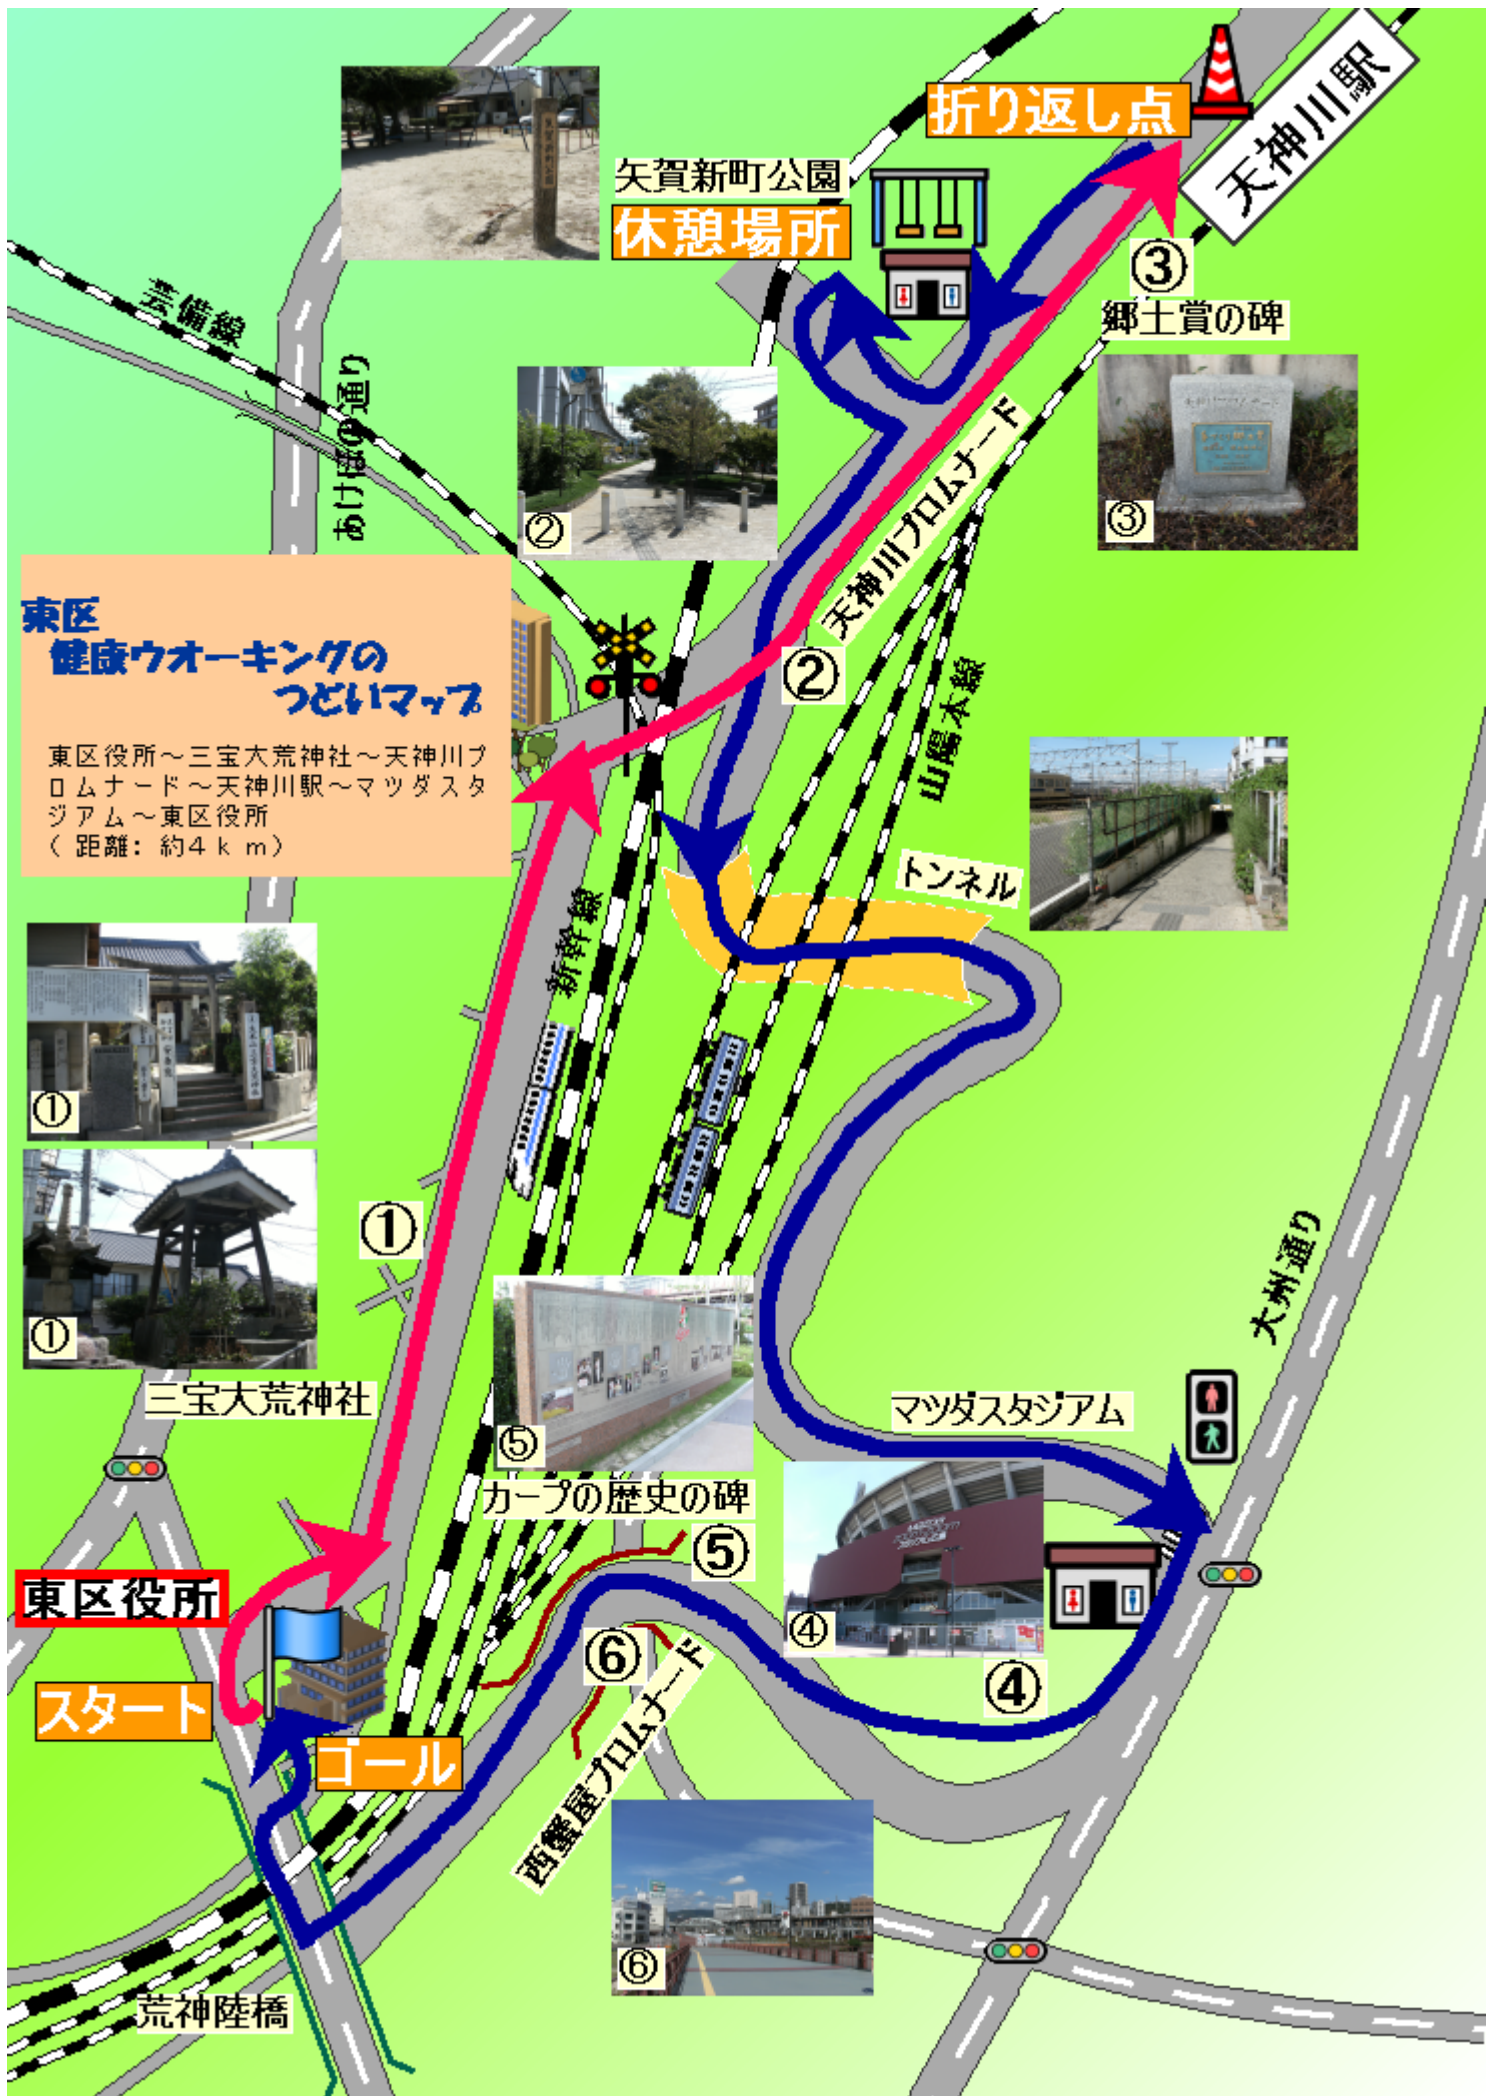 折り返し点
天神川駅
矢賀新町公園
休憩場所
③
郷土賞の碑
芸備線
あけぼの通り
②
③
天神川プロムナード
東区
健康ウオーキングの
つどいマップ
②
東区役所～三宝大荒神社～天神川プ
ロムナード～天神川駅～マツダスタ
ジアム～東区役所
(距離: 約4km)
山陽本線
トンネル
新幹線
①
①
①
大州通り
三宝大荒神社
マツダスタジアム
⑤
カープの歴史の碑
⑤
東区役所
④
⑥
④
スタート
ゴール
西蟹屋プロムナード
⑥
荒神陸橋